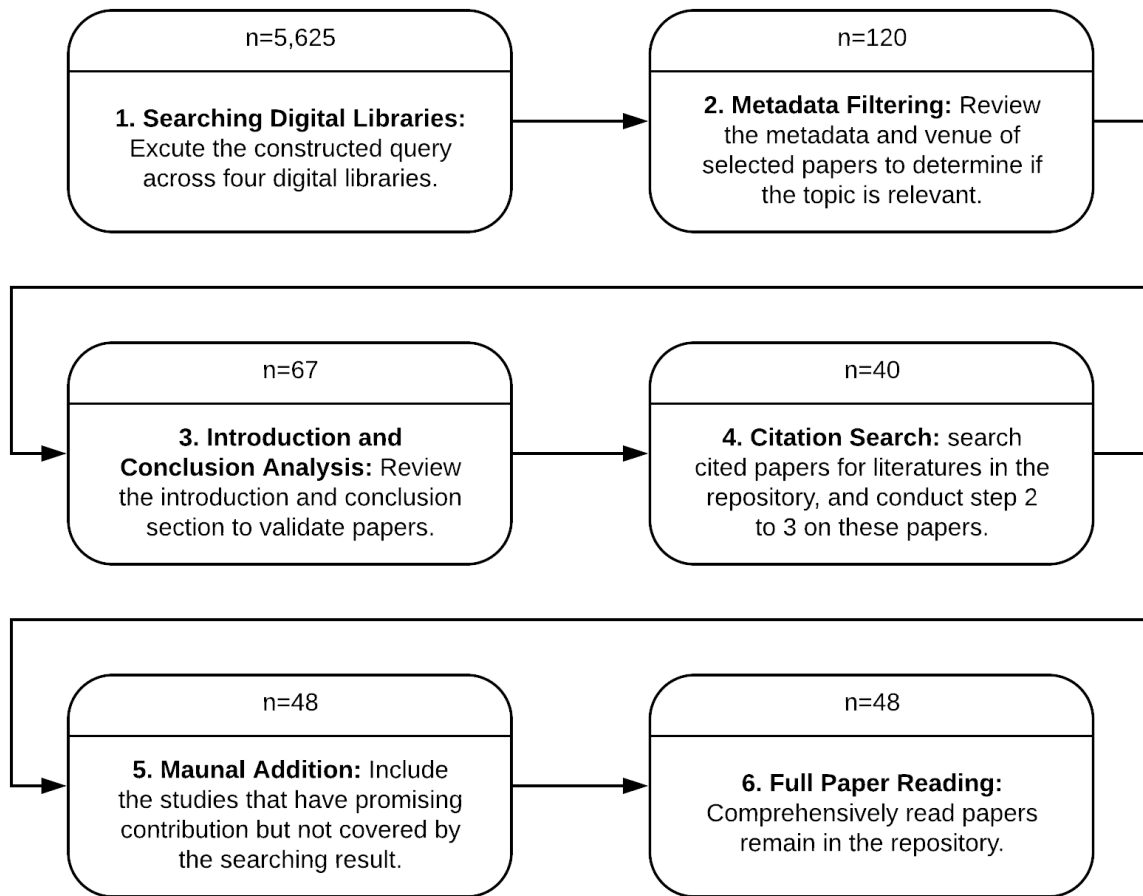 n=5,625
1. Searching Digital Libraries:
Excute the constructed query
across four digital libraries.
n=120
2. Metadata Filtering: Review
the metadata and venue of
selected papers to determine if
the topic is relevant.
n=67
3. Introduction and
Conclusion Analysis: Review
the introduction and conclusion
section to validate papers.
n=40
4. Citation Search: search
cited papers for literatures in the
repository, and conduct step 2
to 3 on these papers.
n=48
5. Maunal Addition: Include
the studies that have promising
contribution but not covered by
the searching result.
n=48
6. Full Paper Reading:
Comprehensively read papers
remain in the repository.